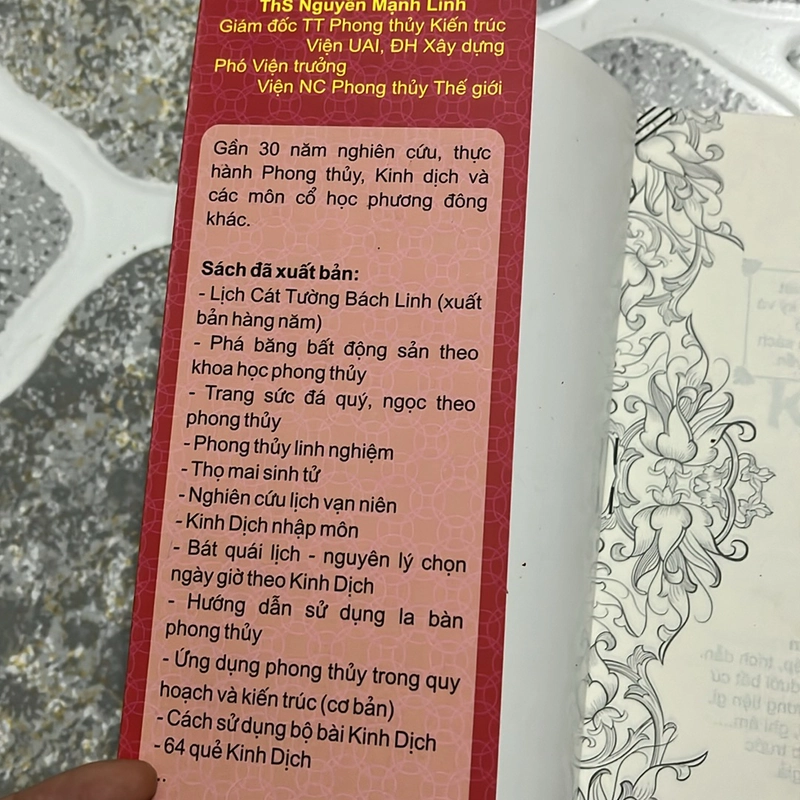 ThS Nguyễn Mạnh Linh
Giám đốc TT Phong thủy Kiến trúc
Viện UAI, ĐH Xây dựng
Phó Viện trưởng
Viện NC Phong thủy Thế giới
Gần 30 năm nghiên cứu, thực
hành Phong thủy, Kinh dịch và
các môn cổ học phương đông
khác.
Sách đã xuất bản:
- Lịch Cát Tường Bách Linh (xuất
bản hàng năm)
- Phá băng bất động sản theo
khoa học phong thủy
- Trang sức đá quý, ngọc theo
phong thủy
- Phong thủy linh nghiệm
- Thọ mai sinh tử
- Nghiên cứu lịch vạn niên
- Kinh Dịch nhập môn
- Bát quái lịch - nguyên lý chọn
ngày giờ theo Kinh Dịch
- Hướng dẫn sử dụng la bàn
phong thủy
- Ứng dụng phong thủy trong quy
hoạch và kiến trúc (cơ bản)
- Cách sử dụng bộ bài Kinh Dịch
- 64 quẻ Kinh Dịch
...